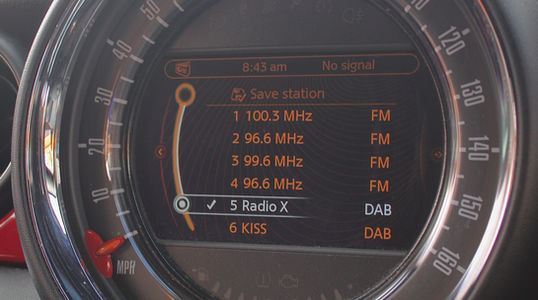 8:43 am No signal
Save station
1 100.3 MHz FM
2 96.6 MHz FM
3 99.6 MHz FM
4 96.6 MHz FM
5 Radio X DAB
6 KISS DAB
10
20
30
40
50
120
130
140
150
160
MPH